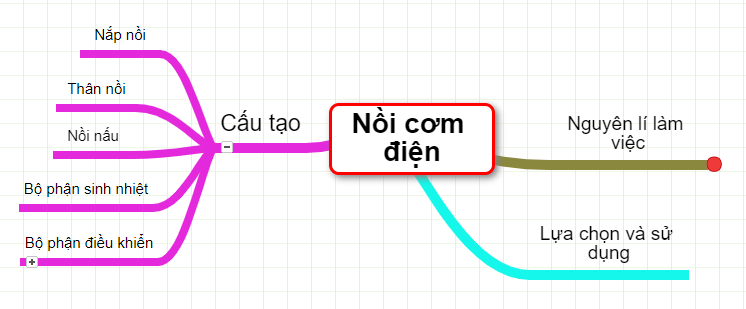 Nắp nồi
Thân nồi
Nồi nấu
Bộ phận sinh nhiệt
Bộ phận điều khiển
Cấu tạo
Nồi cơm
điện
Nguyên lí làm
việc
Lựa chọn và sử
dụng